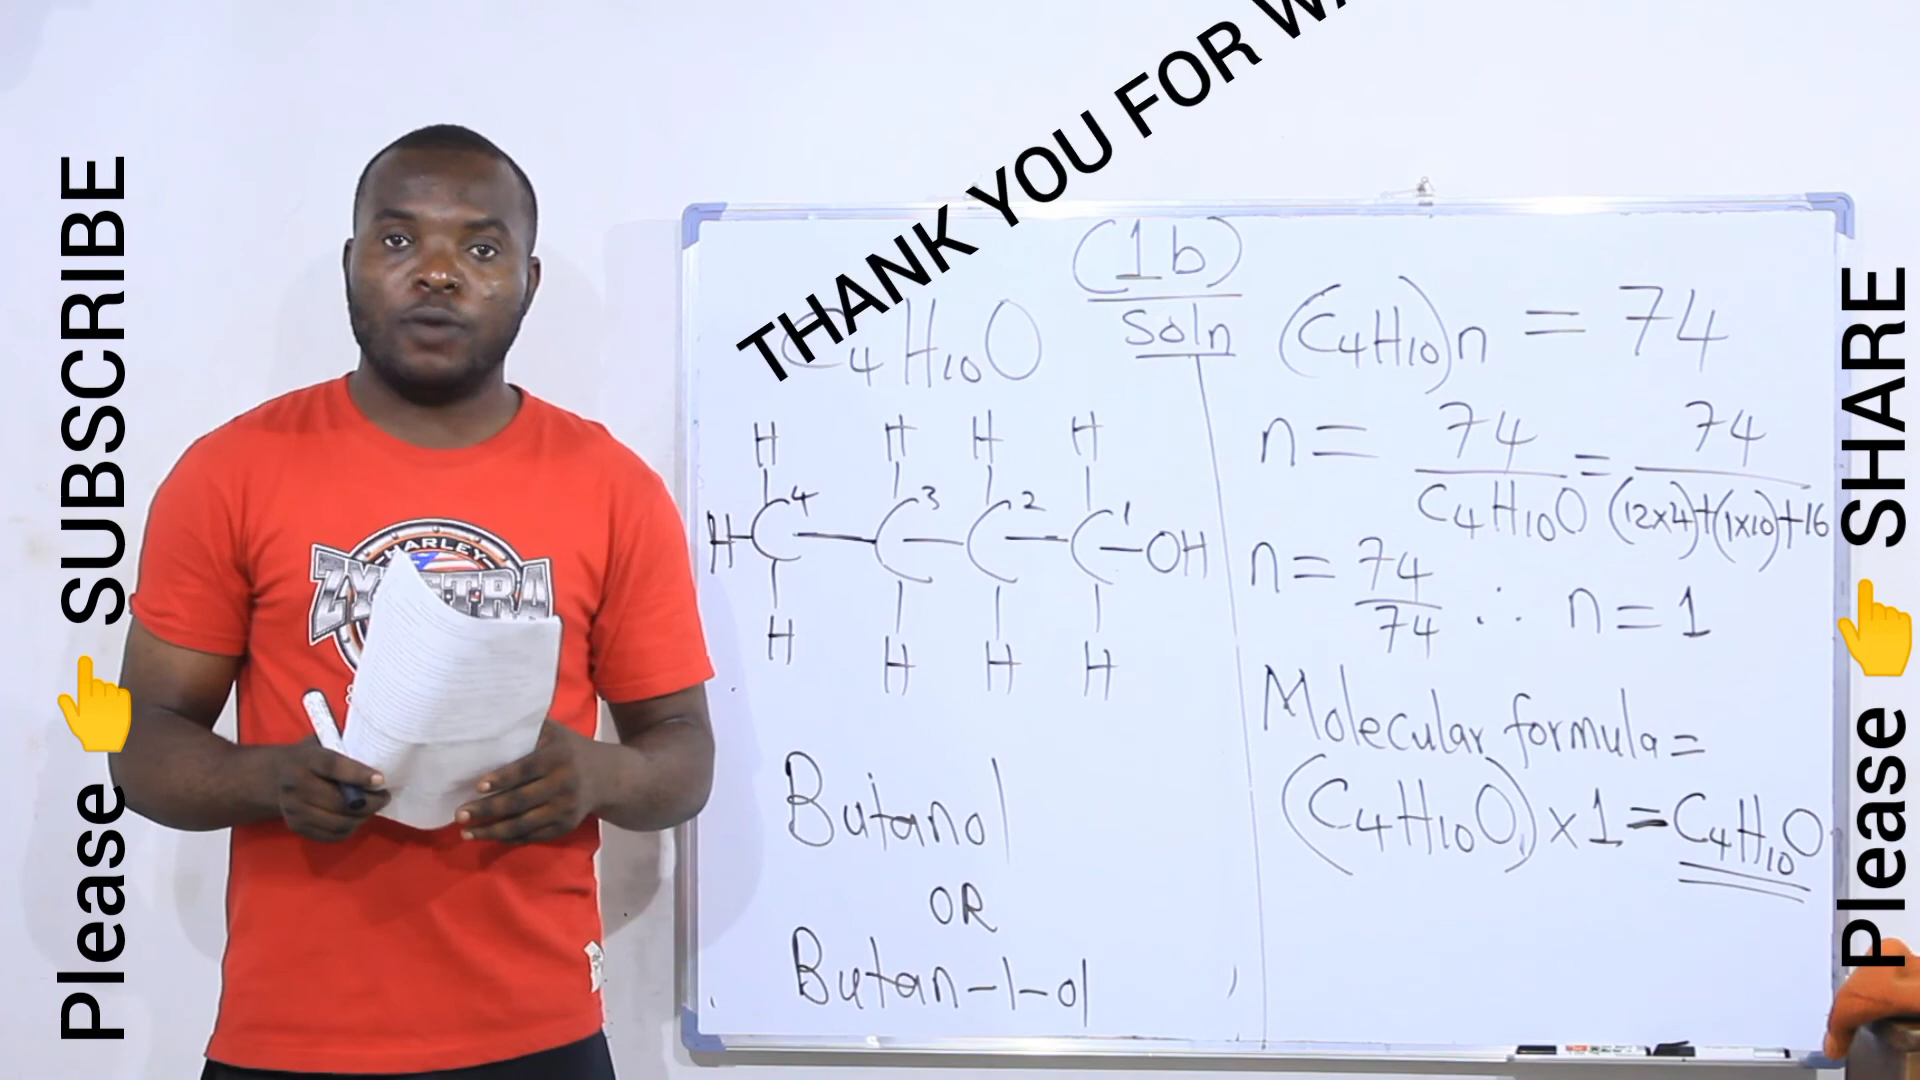 Please 👆 SUBSCRIBE
THANK YOU FOR WA
Please 👆 SHARE
HARLEY
(1b)
Soln
C4H10O
H H H H
H-C4-C3-C2-C1-OH
H H H H
Butanol
OR
Butan-1-ol
(C4H10)n = 74
n = 74/C4H10O = 74/(12x4)+(1x10)+16
n = 74/74 ∴ n = 1
Molecular formula =
(C4H10O) x 1 = C4H10O